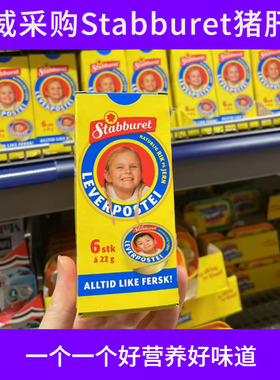 威采购Stabburet猪肝
Stabburet
NATURLIG RIK på JERN
LEVERPOSTEI
6 stk
à 22 g
ALLTID LIKE FERSK!
一个一个好营养好味道